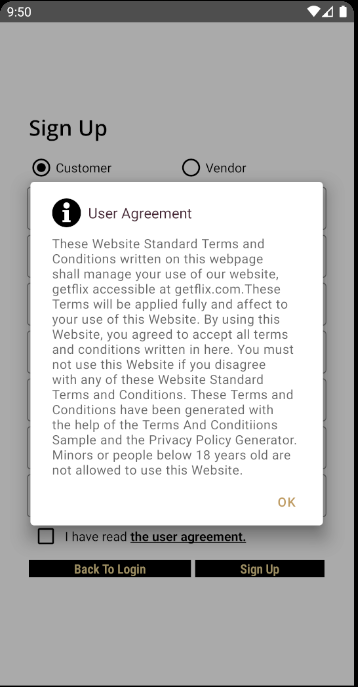 9:50
Sign Up
Customer
Vendor
User Agreement
These Website Standard Terms and
Conditions written on this webpage
shall manage your use of our website,
getflix accessible at getflix.com.These
Terms will be applied fully and affect to
your use of this Website. By using this
Website, you agreed to accept all terms
and conditions written in here. You must
not use this Website if you disagree
with any of these Website Standard
Terms and Conditions. These Terms and
Conditions have been generated with
the help of the Terms And Conditiions
Sample and the Privacy Policy Generator.
Minors or people below 18 years old are
not allowed to use this Website.
OK
I have read the user agreement.
Back To Login
Sign Up